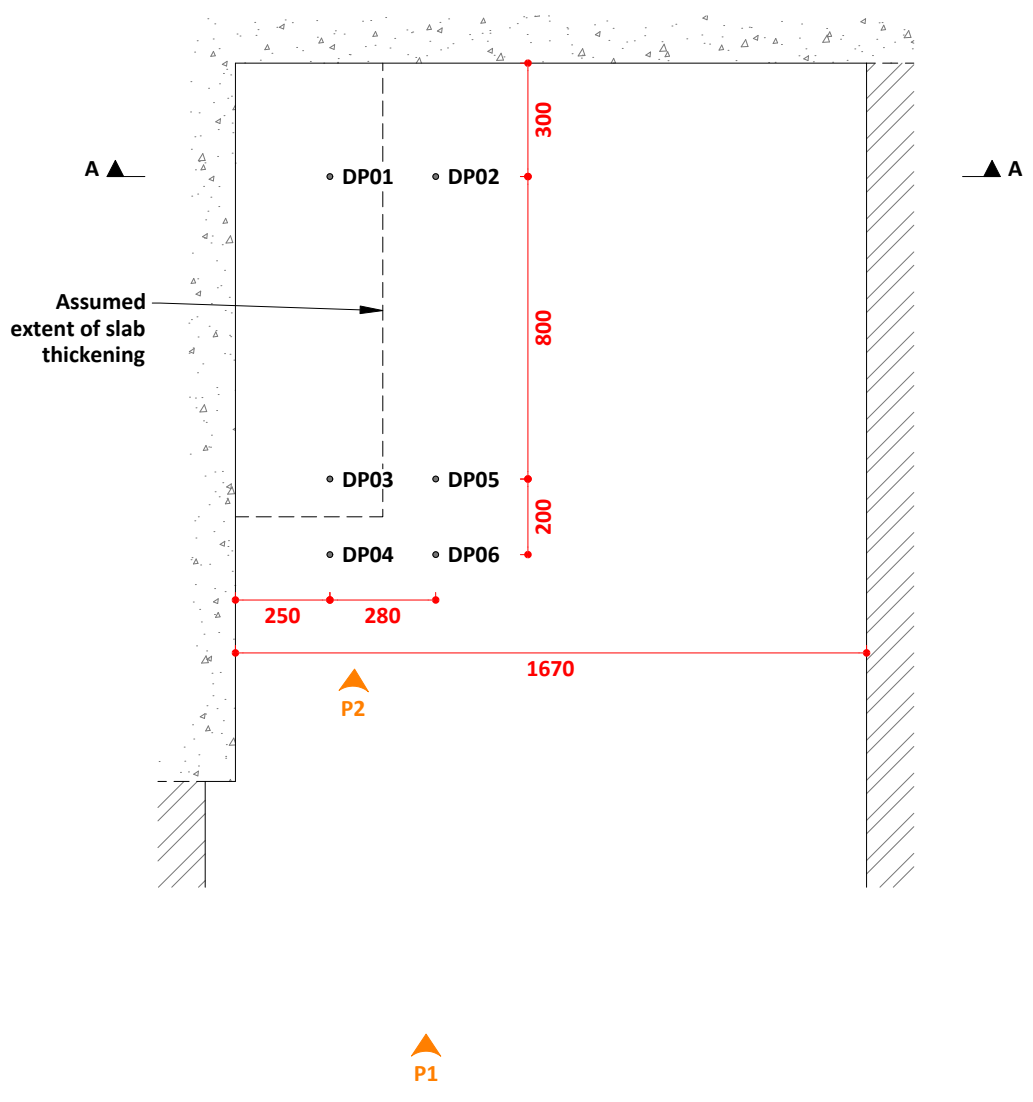 300
A
A
DP01
DP02
Assumed
extent of slab
thickening
800
DP03
DP05
200
DP04
DP06
250
280
1670
P2
P1